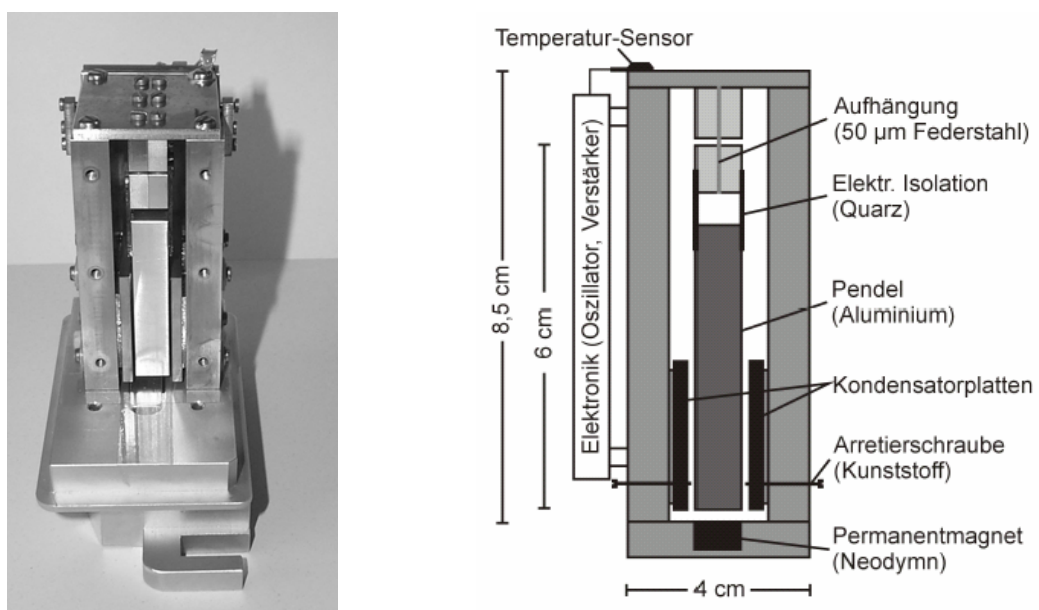 Temperatur-Sensor
Aufhängung
(50 µm Federstahl)
Elektr. Isolation
(Quarz)
Elektronik (Oszillator, Verstärker)
8,5 cm
6 cm
Pendel
(Aluminium)
Kondensatorplatten
Arretierschraube
(Kunststoff)
Permanentmagnet
(Neodymn)
4 cm